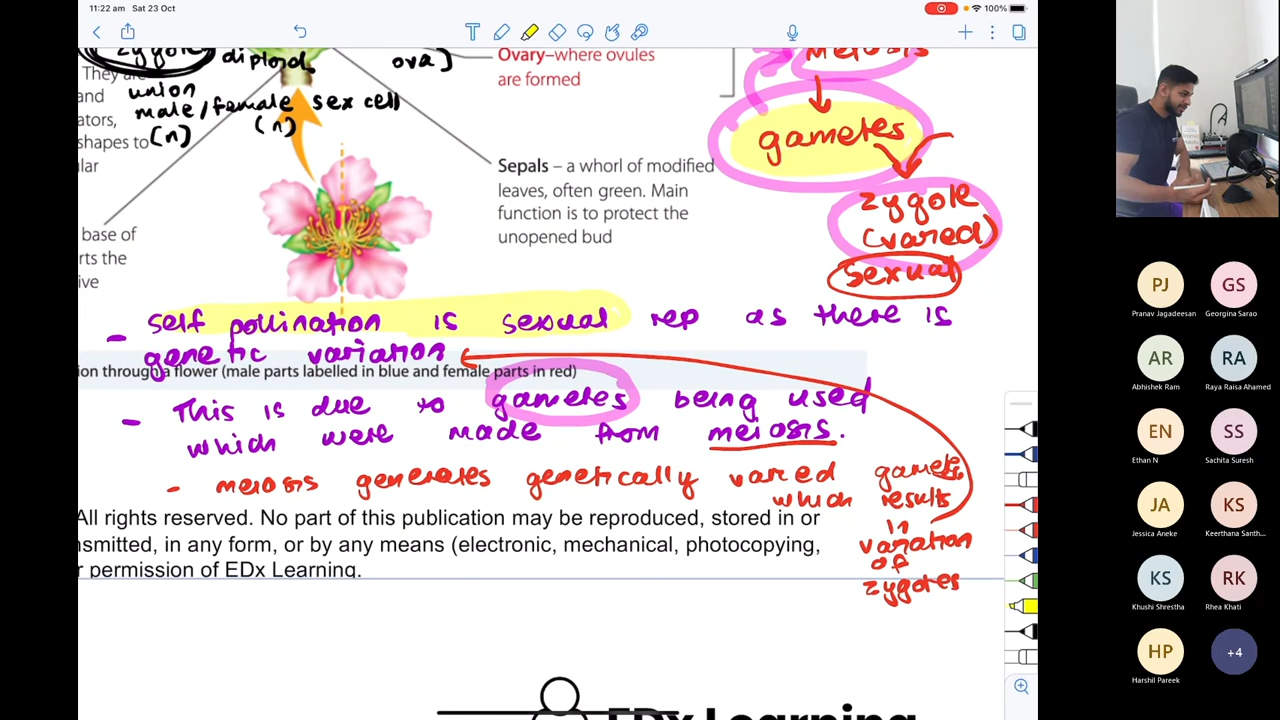 11:22 am Sat 23 Oct
100%
zygote
They are
diploid
ova]
and
union
male/female sex cell
ators,
(n)
(n)
shapes to
ular
base of
rts the
ive
Ovary – where ovules
are formed
Sepals – a whorl of modified
leaves, often green. Main
function is to protect the
unopened bud
meiosis
gametes
zygote
(varied)
sexual
- self pollination is sexual rep as there is
genetic variation
ion through a flower (male parts labelled in blue and female parts in red)
- This is due to gametes being used
which were made from meiosis.
- meiosis generates genetically varied gametes
which results
in
variation
of
zygotes
All rights reserved. No part of this publication may be reproduced, stored in or
nsmitted, in any form, or by any means (electronic, mechanical, photocopying,
r permission of EDx Learning.
EDx Learning
PJ
Pranav Jagadeesan
GS
Georgina Sarao
AR
Abhishek Ram
RA
Raya Raisa Ahamed
EN
Ethan N
SS
Sachita Suresh
JA
Jessica Aneke
KS
Keerthana Santh...
KS
Khushi Shrestha
RK
Rhea Khati
HP
Harshil Pareek
+4